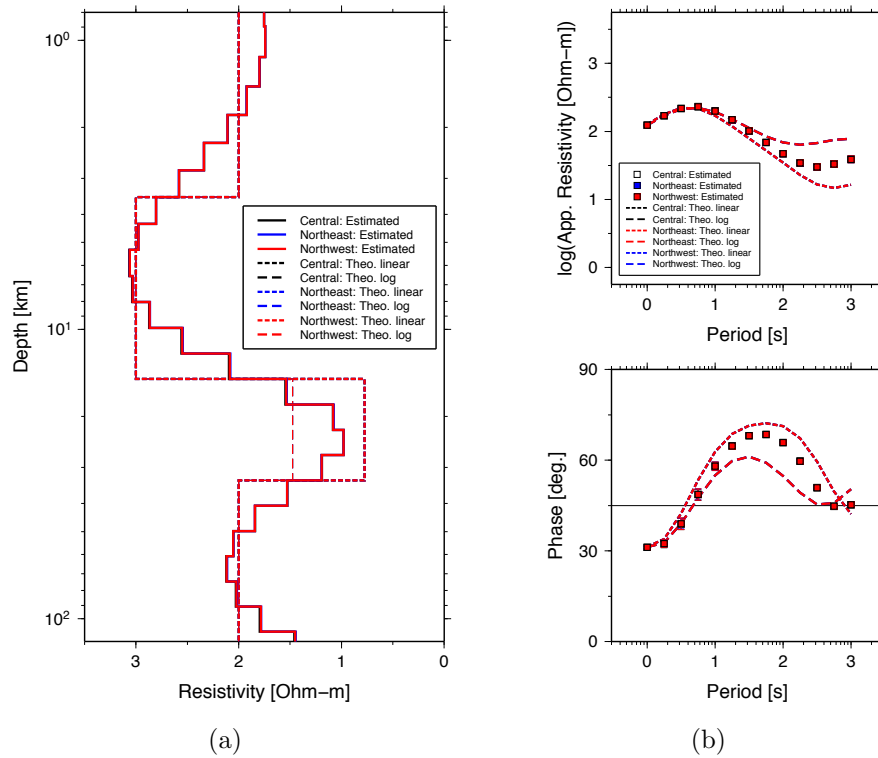 10⁰
10¹
10²
Depth [km]
3
2
1
0
Resistivity [Ohm−m]
Central: Estimated
Northeast: Estimated
Northwest: Estimated
Central: Theo. linear
Central: Theo. log
Northeast: Theo. linear
Northeast: Theo. log
Northwest: Theo. linear
Northwest: Theo. log
(a)
log(App. Resistivity [Ohm−m])
3
2
1
0
Central: Estimated
Northeast: Estimated
Northwest: Estimated
Central: Theo. linear
Central: Theo. log
Northeast: Theo. linear
Northeast: Theo. log
Northwest: Theo. linear
Northwest: Theo. log
0
1
2
3
Period [s]
Phase [deg.]
90
60
30
0
0
1
2
3
Period [s]
(b)